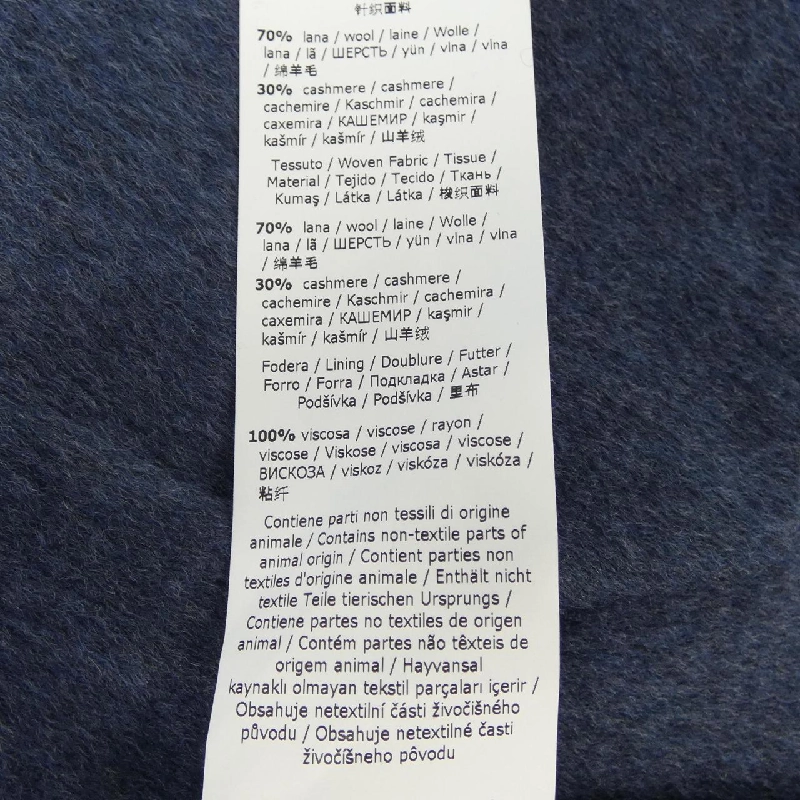 针织面料
70% lana / wool / laine / Wolle /
lana / lã / ШЕРСТЬ / yün / vlna / vlna
/ 绵羊毛
30% cashmere / cashmere /
cachemire / Kaschmir / cachemira /
caxemira / КАШЕМИР / kaşmir /
kašmír / kašmír / 山羊绒
Tessuto / Woven Fabric / Tissue /
Material / Tejido / Tecido / Ткань /
Kumaş / Látka / Látka / 梭织面料
70% lana / wool / laine / Wolle /
lana / lã / ШЕРСТЬ / yün / vlna / vlna
/ 绵羊毛
30% cashmere / cashmere /
cachemire / Kaschmir / cachemira /
caxemira / КАШЕМИР / kaşmir /
kašmír / kašmír / 山羊绒
Fodera / Lining / Doublure / Futter /
Forro / Forra / Подкладка / Astar /
Podšívka / Podšívka / 里布
100% viscosa / viscose / rayon /
viscose / Viskose / viscosa / viscose /
ВИСКОЗА / viskoz / viskóza / viskóza /
粘纤
Contiene parti non tessili di origine
animale / Contains non-textile parts of
animal origin / Contient parties non
textiles d'origine animale / Enthält nicht
textile Teile tierischen Ursprungs /
Contiene partes no textiles de origen
animal / Contém partes não têxteis de
origem animal / Hayvansal
kaynaklı olmayan tekstil parçaları içerir /
Obsahuje netextilní části živočišného
původu / Obsahuje netextilné časti
živočíšneho pôvodu